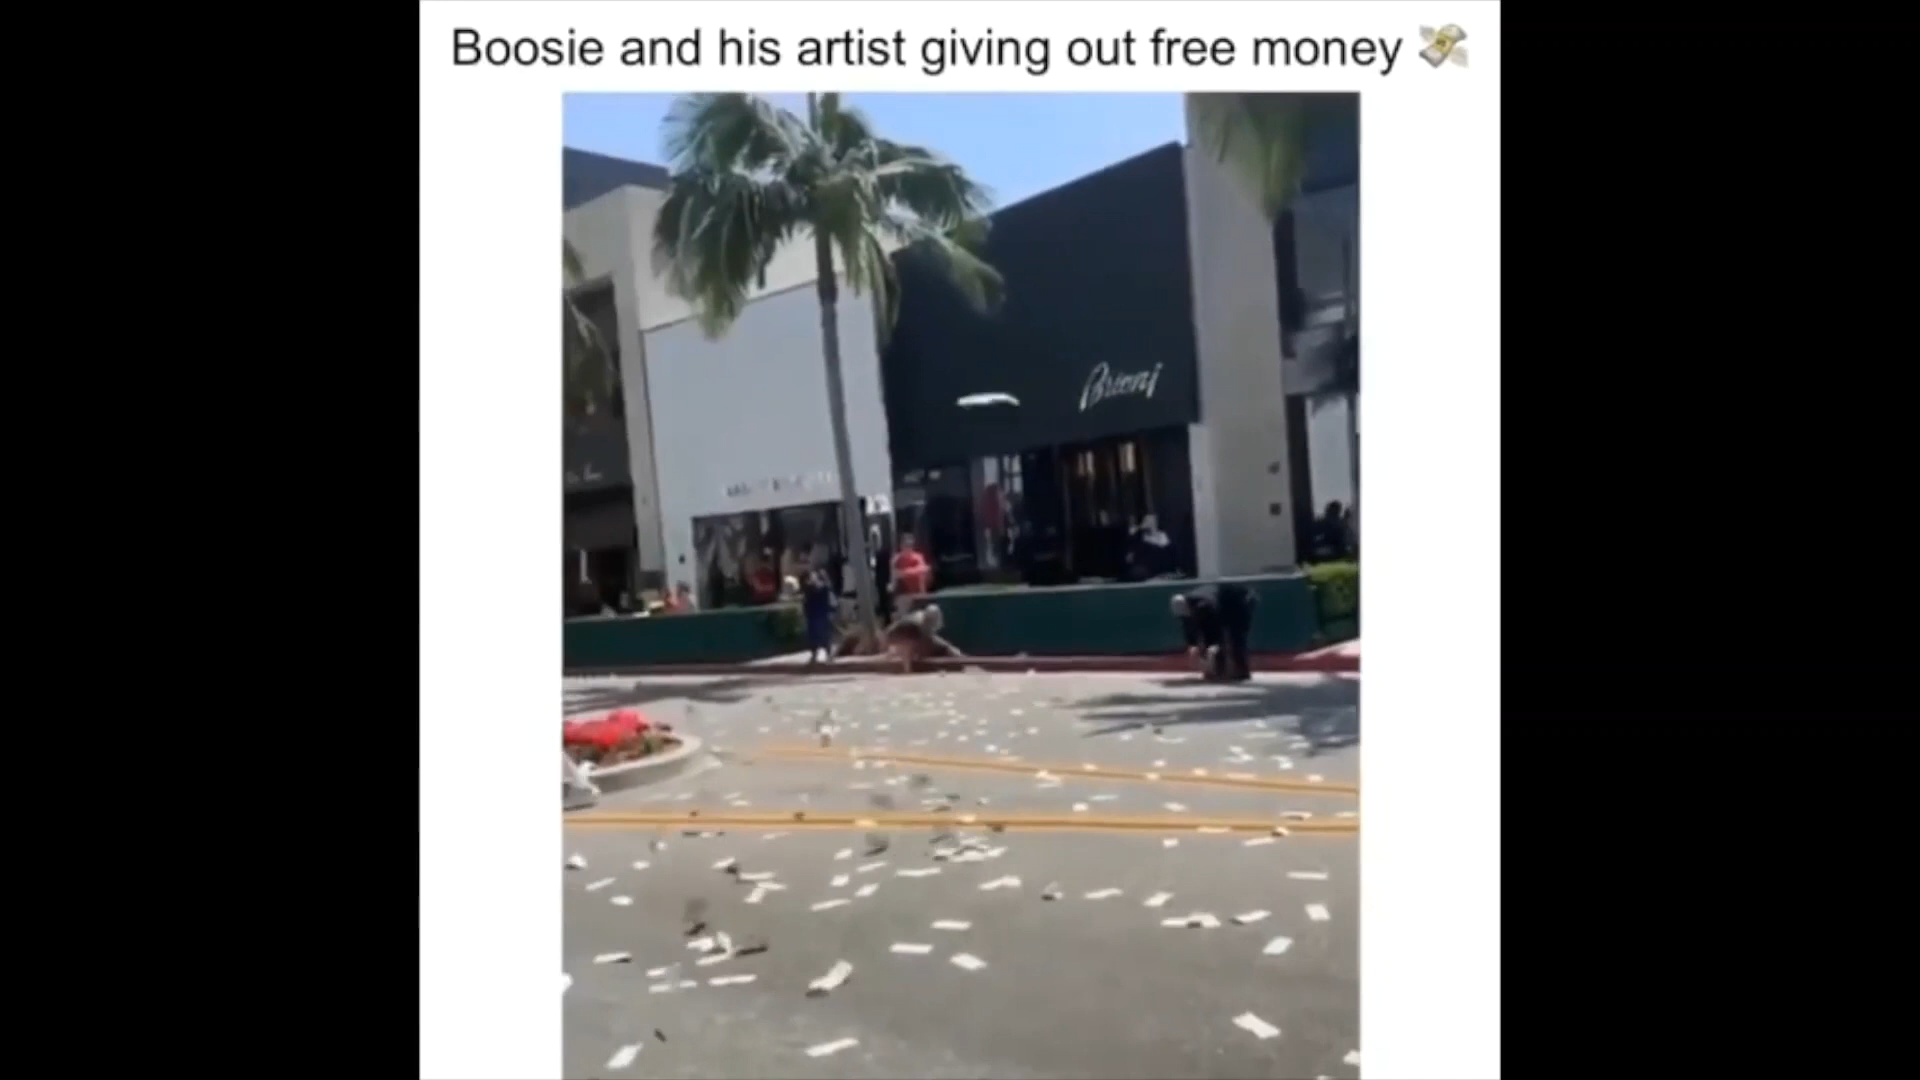 Boosie and his artist giving out free money 💸
Brioni